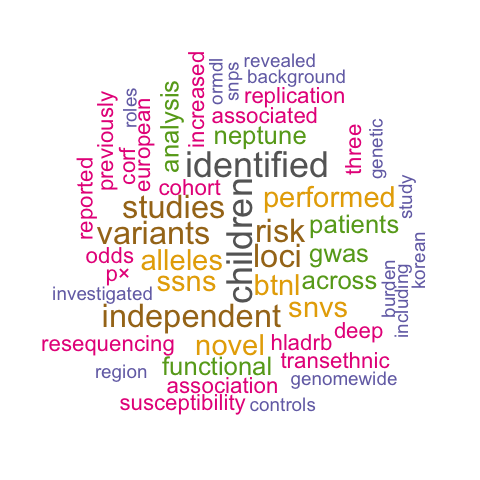 revealed
background
snps
ormdl
increased
replication
associated
analysis
roles
european
corf
previously
reported
neptune
three
genetic
identified
cohort
children
performed
study
studies
variants
risk
patients
korean
odds
p×
alleles
loci
gwas
ssns
btnl
across
burden
including
investigated
independent
snvs
deep
resequencing
novel
hladrb
functional
transethnic
region
genomewide
association
susceptibility
controls